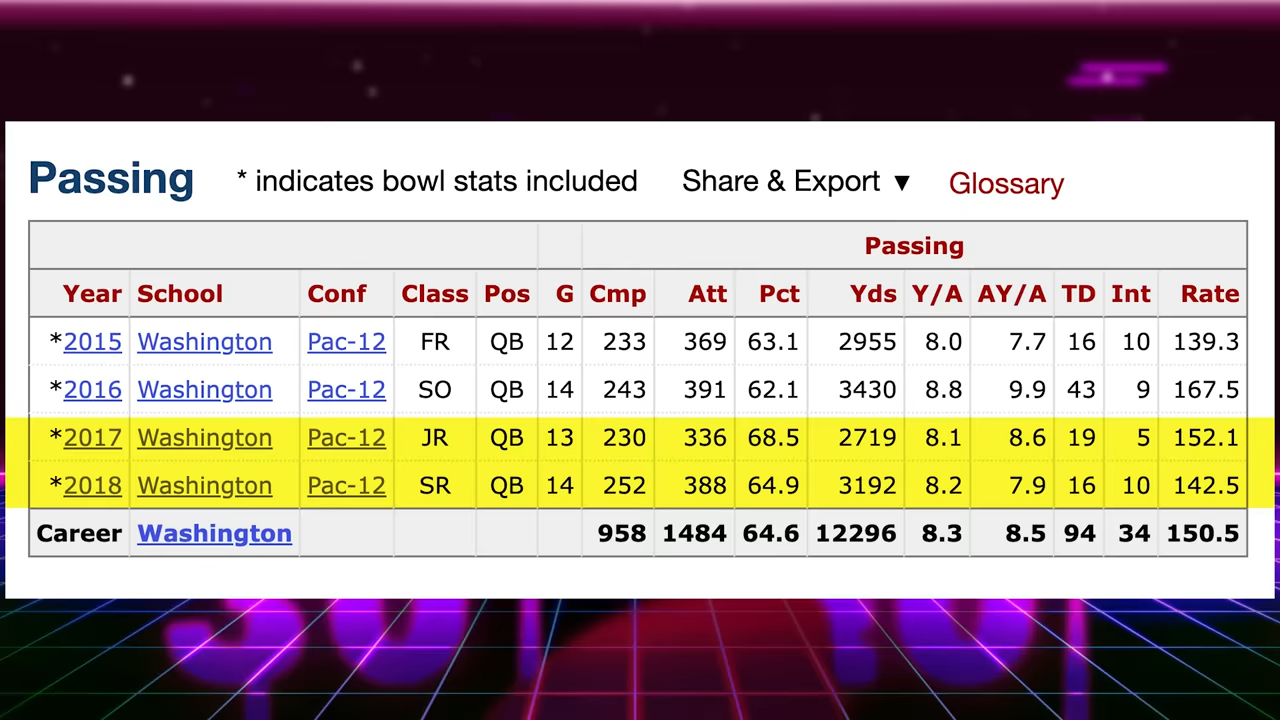 Passing * indicates bowl stats included Share & Export ▼ Glossary
Passing
Year School Conf Class Pos G Cmp Att Pct Yds Y/A AY/A TD Int Rate
*2015 Washington Pac-12 FR QB 12 233 369 63.1 2955 8.0 7.7 16 10 139.3
*2016 Washington Pac-12 SO QB 14 243 391 62.1 3430 8.8 9.9 43 9 167.5
*2017 Washington Pac-12 JR QB 13 230 336 68.5 2719 8.1 8.6 19 5 152.1
*2018 Washington Pac-12 SR QB 14 252 388 64.9 3192 8.2 7.9 16 10 142.5
Career Washington 958 1484 64.6 12296 8.3 8.5 94 34 150.5